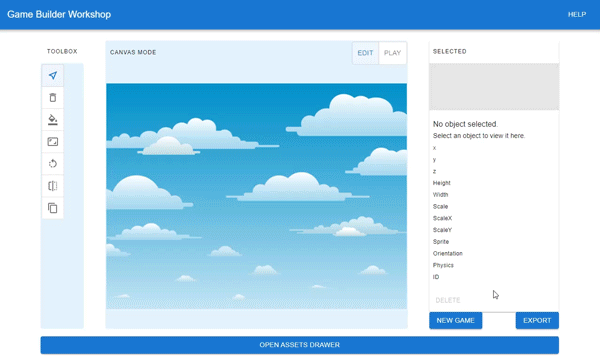 Game Builder Workshop
HELP
TOOLBOX
CANVAS MODE
EDIT
PLAY
SELECTED
No object selected.
Select an object to view it here.
x
y
z
Height
Width
Scale
ScaleX
ScaleY
Sprite
Orientation
Physics
ID
DELETE
NEW GAME
EXPORT
OPEN ASSETS DRAWER